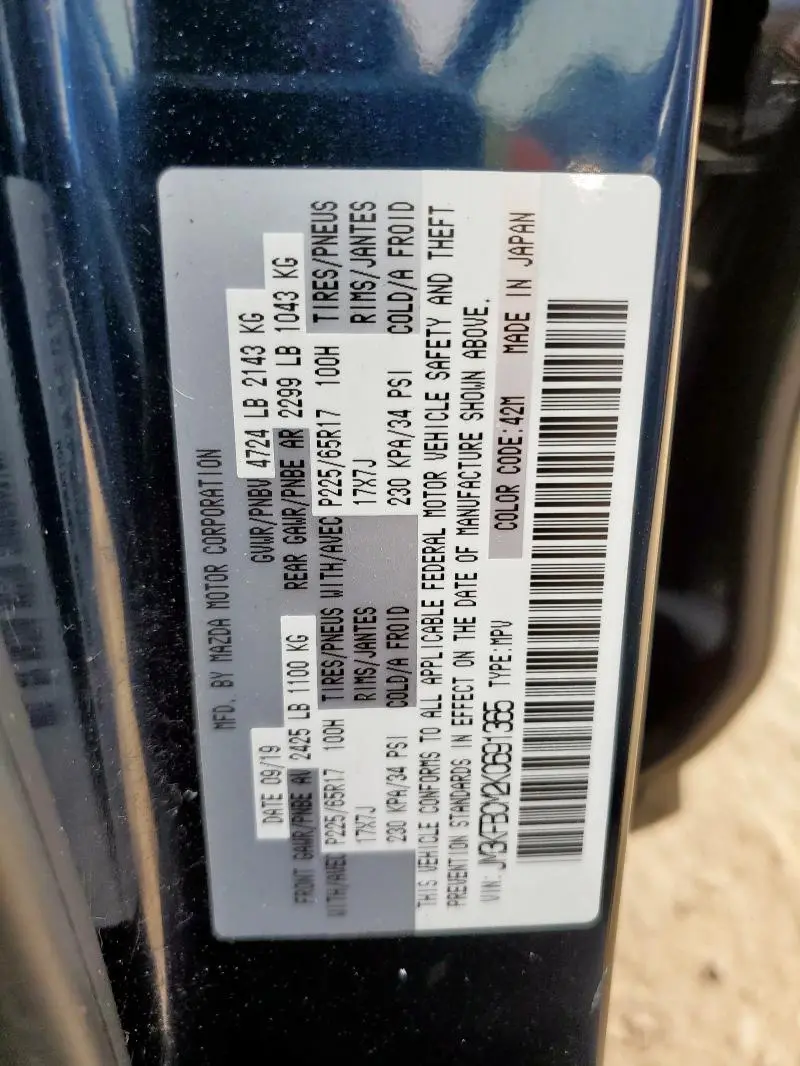 MFD. BY MAZDA MOTOR CORPORATION
DATE 09/19 GVWR/PNBV 4724 LB 2143 KG
FRONT GAWR/PNBE AV 2425 LB 1100 KG REAR GAWR/PNBE AR 2299 LB 1043 KG
WITH/AVEC P225/65R17 100H TIRES/PNEUS WITH/AVEC P225/65R17 100H TIRES/PNEUS
17X7J RIMS/JANTES 17X7J RIMS/JANTES
230 KPA/34 PSI COLD/A FROID 230 KPA/34 PSI COLD/A FROID
THIS VEHICLE CONFORMS TO ALL APPLICABLE FEDERAL MOTOR VEHICLE SAFETY AND THEFT
PREVENTION STANDARDS IN EFFECT ON THE DATE OF MANUFACTURE SHOWN ABOVE.
VIN: JM3KFBCM2K0691365 TYPE:MPV COLOR CODE:42M MADE IN JAPAN